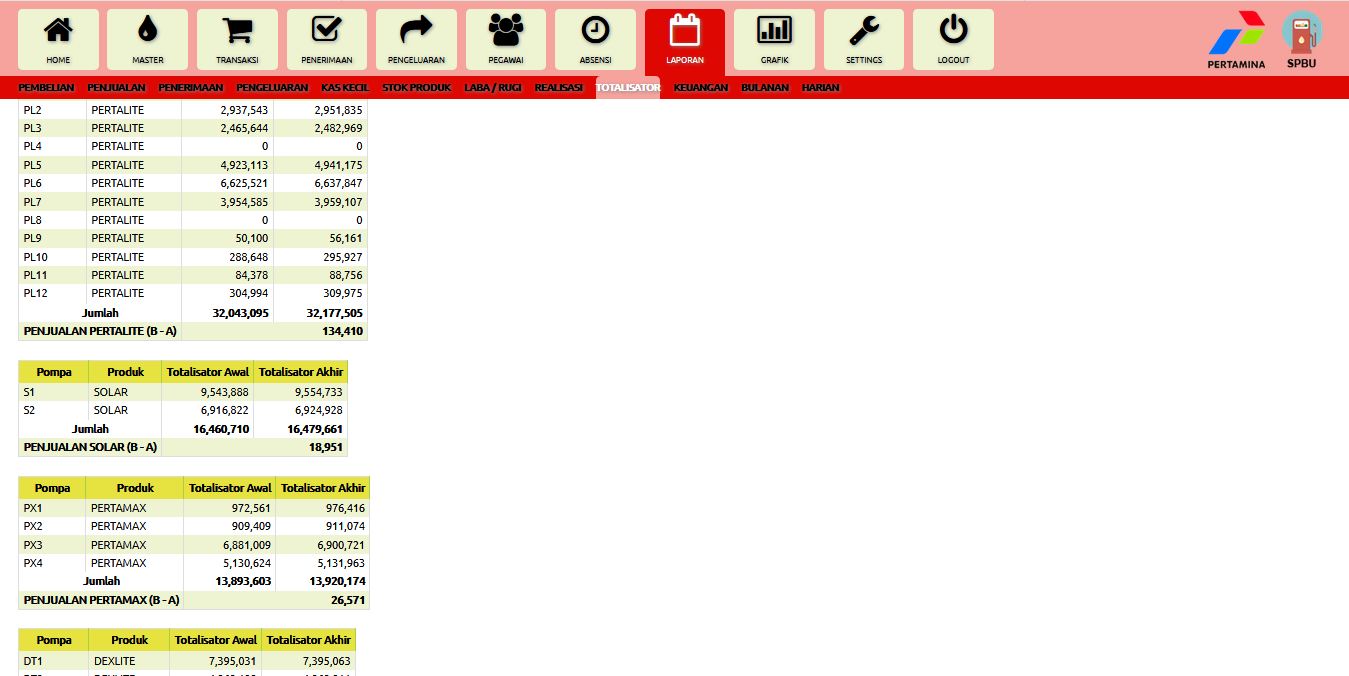 HOME MASTER TRANSAKSI PENERIMAAN PENGELUARAN PEGAWAI ABSENSI LAPORAN GRAFIK SETTINGS LOGOUT PERTAMINA SPBU
PEMBELIAN PENJUALAN PENERIMAAN PENGELUARAN KAS KECIL STOK PRODUK LABA / RUGI REALISASI TOTALISATOR KEUANGAN BULANAN HARIAN
PL2 PERTALITE 2,937,543 2,951,835
PL3 PERTALITE 2,465,644 2,482,969
PL4 PERTALITE 0 0
PL5 PERTALITE 4,923,113 4,941,175
PL6 PERTALITE 6,625,521 6,637,847
PL7 PERTALITE 3,954,585 3,959,107
PL8 PERTALITE 0 0
PL9 PERTALITE 50,100 56,161
PL10 PERTALITE 288,648 295,927
PL11 PERTALITE 84,378 88,756
PL12 PERTALITE 304,994 309,975
Jumlah 32,043,095 32,177,505
PENJUALAN PERTALITE (B - A) 134,410
Pompa Produk Totalisator Awal Totalisator Akhir
S1 SOLAR 9,543,888 9,554,733
S2 SOLAR 6,916,822 6,924,928
Jumlah 16,460,710 16,479,661
PENJUALAN SOLAR (B - A) 18,951
Pompa Produk Totalisator Awal Totalisator Akhir
PX1 PERTAMAX 972,561 976,416
PX2 PERTAMAX 909,409 911,074
PX3 PERTAMAX 6,881,009 6,900,721
PX4 PERTAMAX 5,130,624 5,131,963
Jumlah 13,893,603 13,920,174
PENJUALAN PERTAMAX (B - A) 26,571
Pompa Produk Totalisator Awal Totalisator Akhir
DT1 DEXLITE 7,395,031 7,395,063